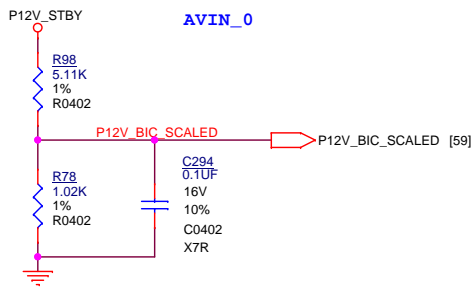 P12V_STBY
AVIN_0
R98
5.11K
1%
R0402
P12V_BIC_SCALED
P12V_BIC_SCALED [59]
R78
1.02K
1%
R0402
C294
0.1UF
16V
10%
C0402
X7R